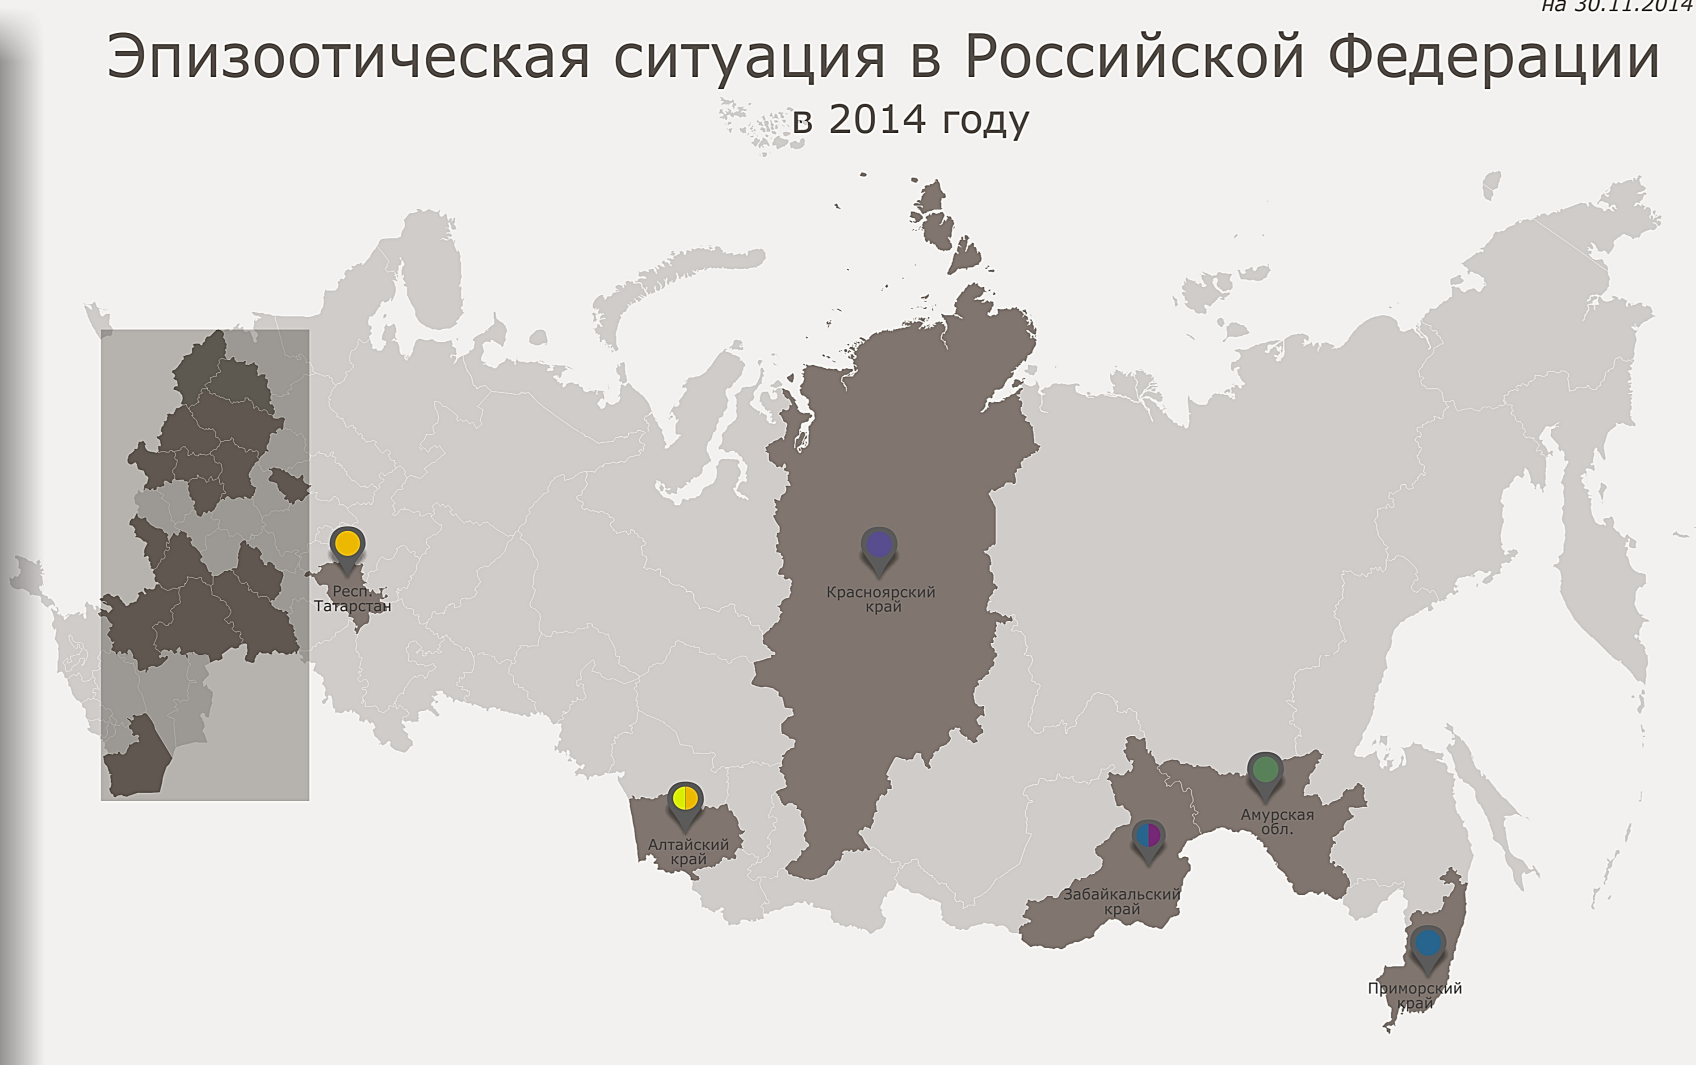 на 30.11.2014
Эпизоотическая ситуация в Российской Федерации
в 2014 году
Респ.
Татарстан
Красноярский
край
Амурская
обл.
Алтайский
край
Забайкальский
край
Приморский
край